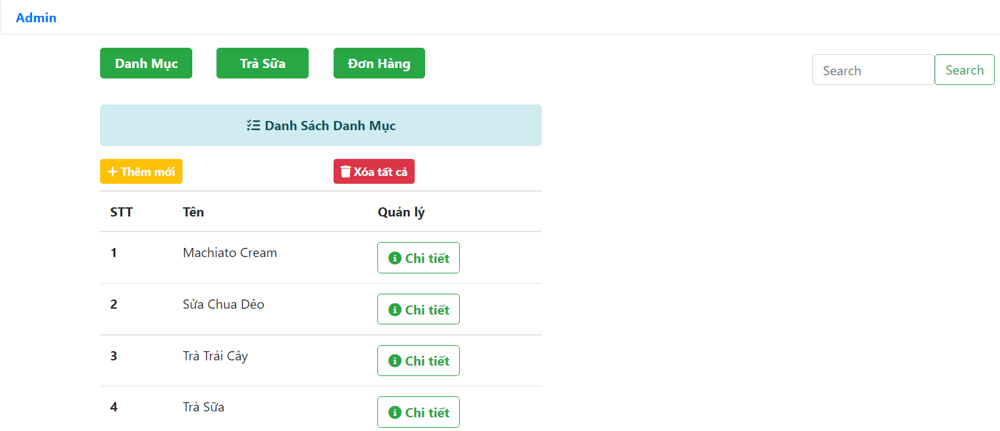 Admin
Danh Mục Trà Sữa Đơn Hàng
Search Search
Danh Sách Danh Mục
Thêm mới Xóa tất cả
STT Tên Quản lý
1 Machiato Cream Chi tiết
2 Sửa Chua Dẻo Chi tiết
3 Trà Trái Cây Chi tiết
4 Trà Sữa Chi tiết